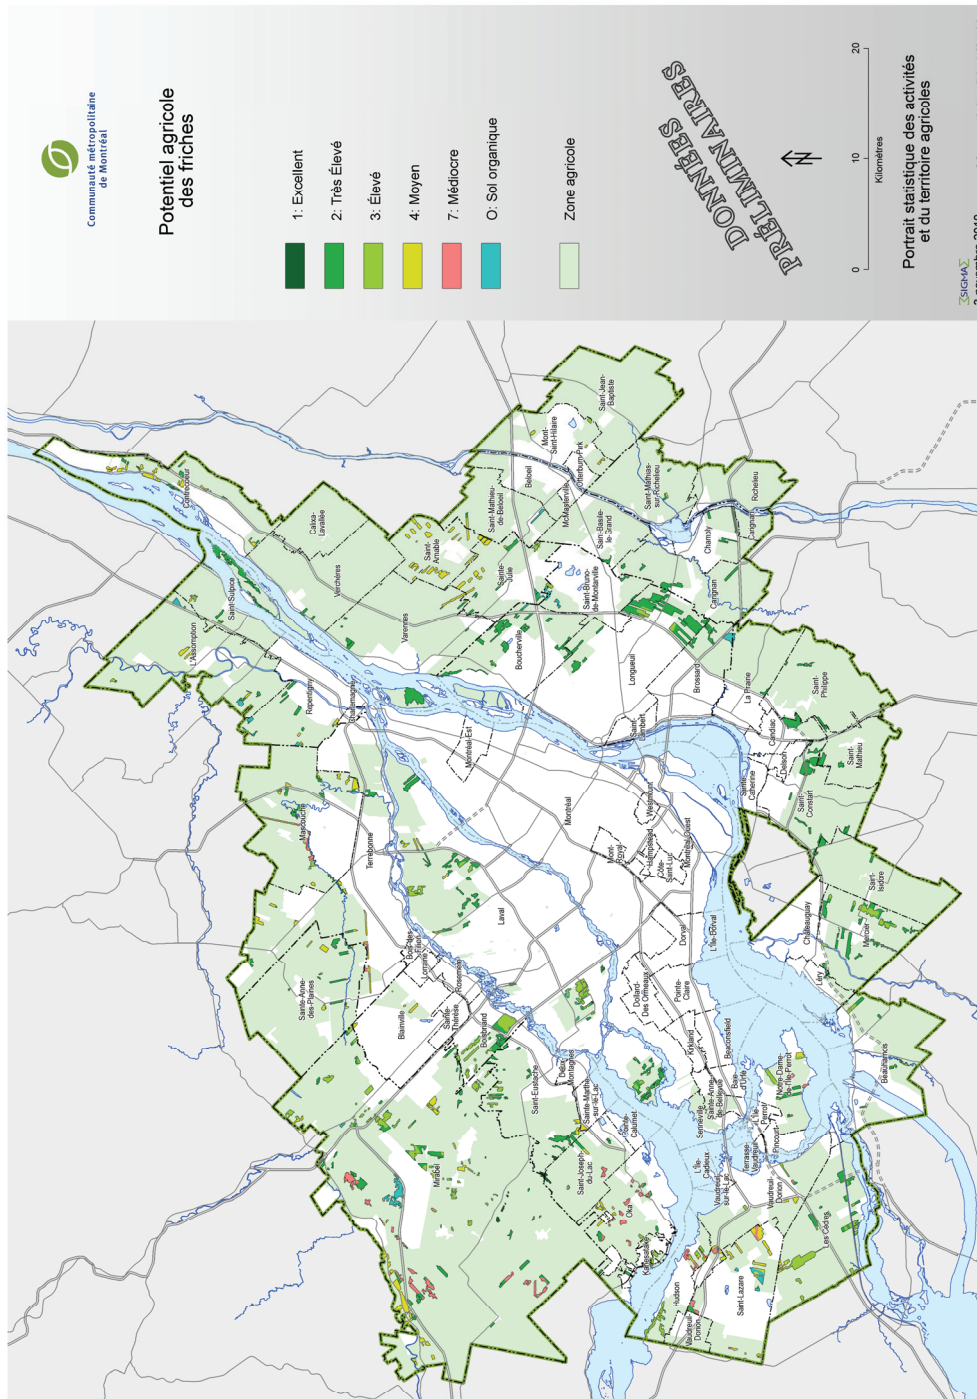 Communauté métropolitaine
de Montréal
Potentiel agricole
des friches
1: Excellent
2: Très Élevé
3: Élevé
4: Moyen
7: Médiocre
O: Sol organique
Zone agricole
DONNÉES
PRÉLIMINAIRES
N
0
10
20
Kilomètres
Portrait statistique des activités
et du territoire agricoles
SIGMA
Contrecoeur
Saint-Sulpice
L'Assomption
Calixa-
Lavallée
Verchères
Repentigny
Charlemagne
Varennes
Saint-
Amable
Saint-Mathieu-
de-Beloeil
Beloeil
Mont-
Saint-Hilaire
Saint-Jean-
Baptiste
Otterburn-Park
McMasterville
Sainte-
Julie
Saint-Basile-
le-Grand
Saint-Mathias-
sur-Richelieu
Saint-Bruno-
de-Montarville
Boucherville
Chambly
Richelieu
Carignan
Carignan
Longueuil
Saint-
Lambert
Brossard
La Prairie
Saint-
Philippe
Candiac
Delson
Sainte-
Catherine
Saint-
Constant
Saint-
Mathieu
Saint-
Isidore
Mercier
Châteauguay
Léry
Beauharnois
Mascouche
Terrebonne
Montréal-Est
Montréal
Laval
Westmount
Mont-
Royal
Hampstead
Côte-
Saint-Luc
Montréal-Ouest
Dorval
L'Île-Dorval
Dollard-
Des Ormeaux
Pointe-
Claire
Kirkland
Beaconsfield
Baie-
d'Urfé
Sainte-Anne-
de-Bellevue
Senneville
Notre-Dame-
de-l'Île-Perrot
L'Île-
Perrot
Pincourt
Terrasse-
Vaudreuil
Vaudreuil-
Dorion
Vaudreuil-
sur-le-Lac
L'Île-
Cadieux
Les Cèdres
Saint-Lazare
Hudson
Vaudreuil-
Dorion
Kanesatake
Oka
Saint-Joseph-
du-Lac
Pointe-
Calumet
Sainte-Marthe-
sur-le-Lac
Deux-
Montagnes
Saint-Eustache
Boisbriand
Mirabel
Sainte-
Thérèse
Blainville
Rosemère
Lorraine
Bois-des-
Filion
Sainte-Anne-
des-Plaines